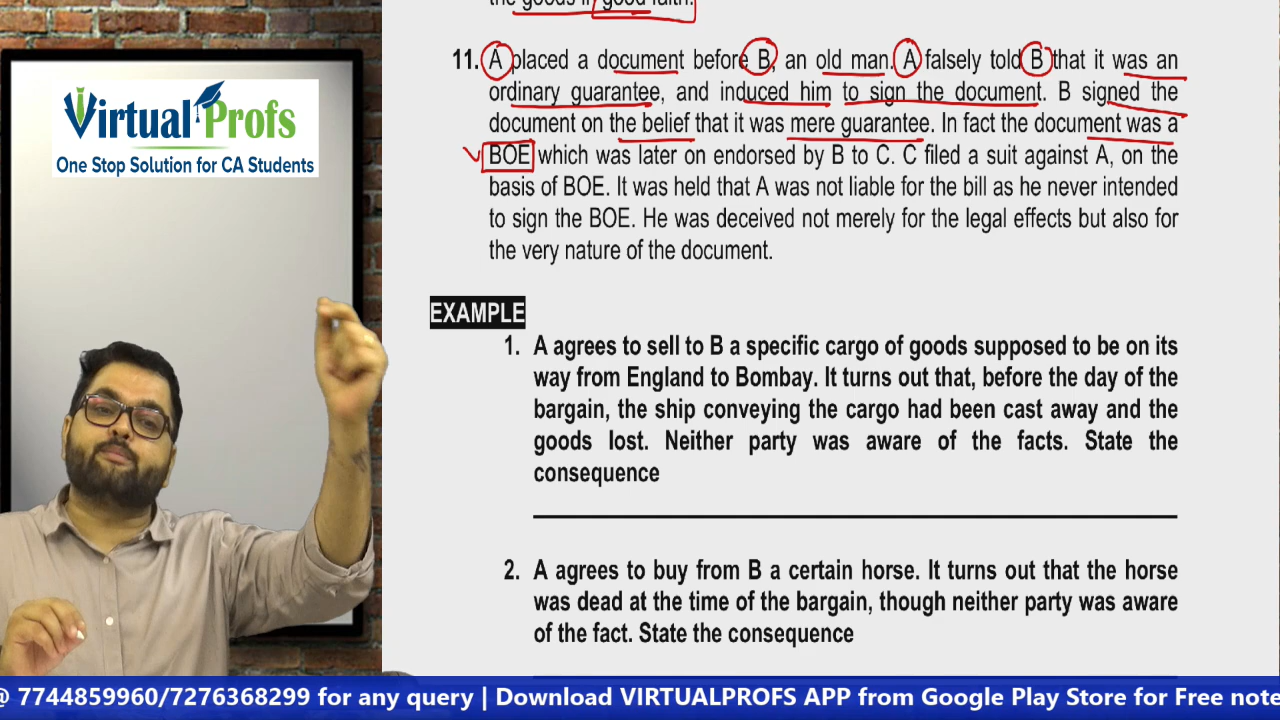 the goods in good faith.
11. A placed a document before B, an old man. A falsely told B that it was an
ordinary guarantee, and induced him to sign the document. B signed the
document on the belief that it was mere guarantee. In fact the document was a
BOE which was later on endorsed by B to C. C filed a suit against A, on the
basis of BOE. It was held that A was not liable for the bill as he never intended
to sign the BOE. He was deceived not merely for the legal effects but also for
the very nature of the document.
Virtual Profs
One Stop Solution for CA Students
EXAMPLE
1. A agrees to sell to B a specific cargo of goods supposed to be on its
way from England to Bombay. It turns out that, before the day of the
bargain, the ship conveying the cargo had been cast away and the
goods lost. Neither party was aware of the facts. State the
consequence
2. A agrees to buy from B a certain horse. It turns out that the horse
was dead at the time of the bargain, though neither party was aware
of the fact. State the consequence
@ 7744859960/7276368299 for any query | Download VIRTUALPROFS APP from Google Play Store for Free note